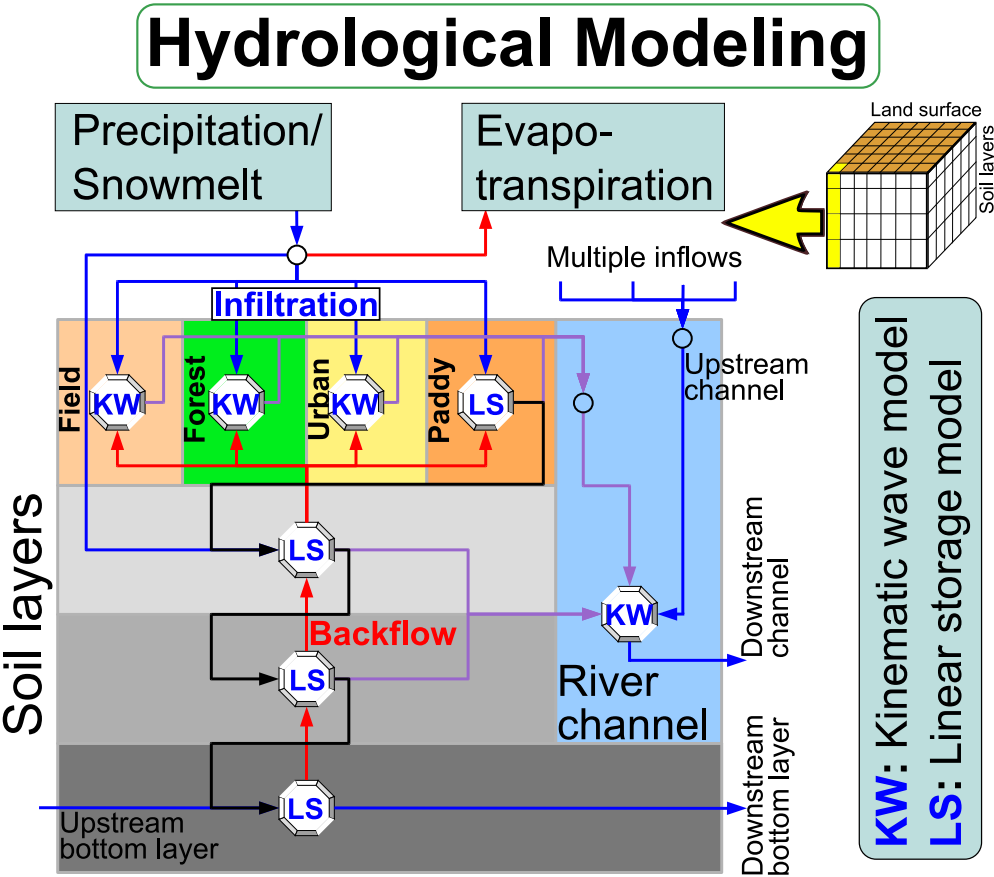 Hydrological Modeling
Precipitation/
Snowmelt
Evapo-
transpiration
Land surface
Soil layers
Multiple inflows
Infiltration
Upstream
channel
Field
Forest
Urban
Paddy
KW
KW
KW
LS
Soil layers
LS
Backflow
KW
LS
River
channel
Downstream
channel
LS
Upstream
bottom layer
Downstream
bottom layer
KW: Kinematic wave model
LS: Linear storage model